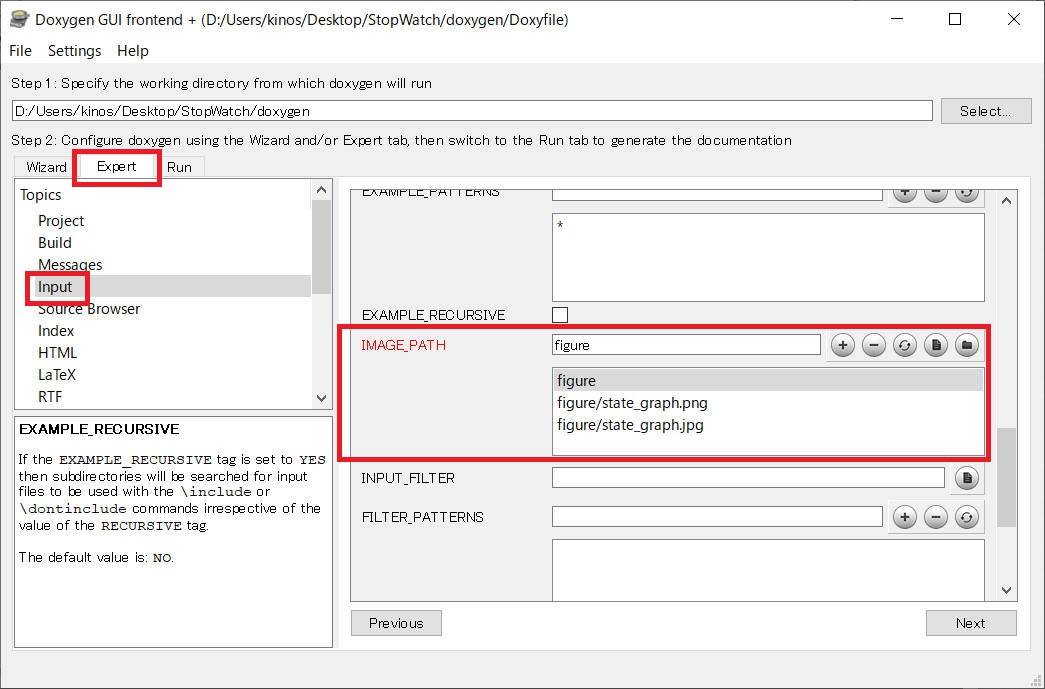 Doxygen GUI frontend + (D:/Users/kinos/Desktop/StopWatch/doxygen/Doxyfile)
File Settings Help
Step 1: Specify the working directory from which doxygen will run
D:/Users/kinos/Desktop/StopWatch/doxygen
Select...
Step 2: Configure doxygen using the Wizard and/or Expert tab, then switch to the Run tab to generate the documentation
Wizard Expert Run
Topics
Project
Build
Messages
Input
Source Browser
Index
HTML
LaTeX
RTF
EXAMPLE_RECURSIVE
If the EXAMPLE_RECURSIVE tag is set to YES
then subdirectories will be searched for input
files to be used with the \include or
\dontinclude commands irrespective of the
value of the RECURSIVE tag.
The default value is: NO.
EXAMPLE_PATTERNS
*
EXAMPLE_RECURSIVE
IMAGE_PATH
figure
figure
figure/state_graph.png
figure/state_graph.jpg
INPUT_FILTER
FILTER_PATTERNS
Previous
Next